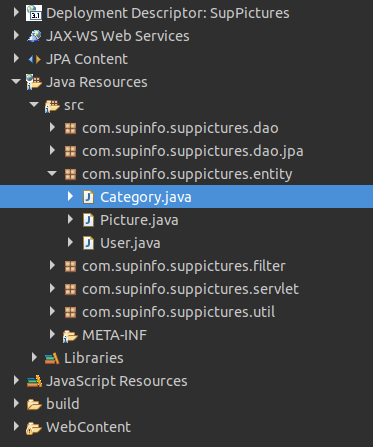 Deployment Descriptor: SupPictures
JAX-WS Web Services
JPA Content
Java Resources
src
com.supinfo.suppictures.dao
com.supinfo.suppictures.dao.jpa
com.supinfo.suppictures.entity
Category.java
Picture.java
User.java
com.supinfo.suppictures.filter
com.supinfo.suppictures.servlet
com.supinfo.suppictures.util
META-INF
Libraries
JavaScript Resources
build
WebContent